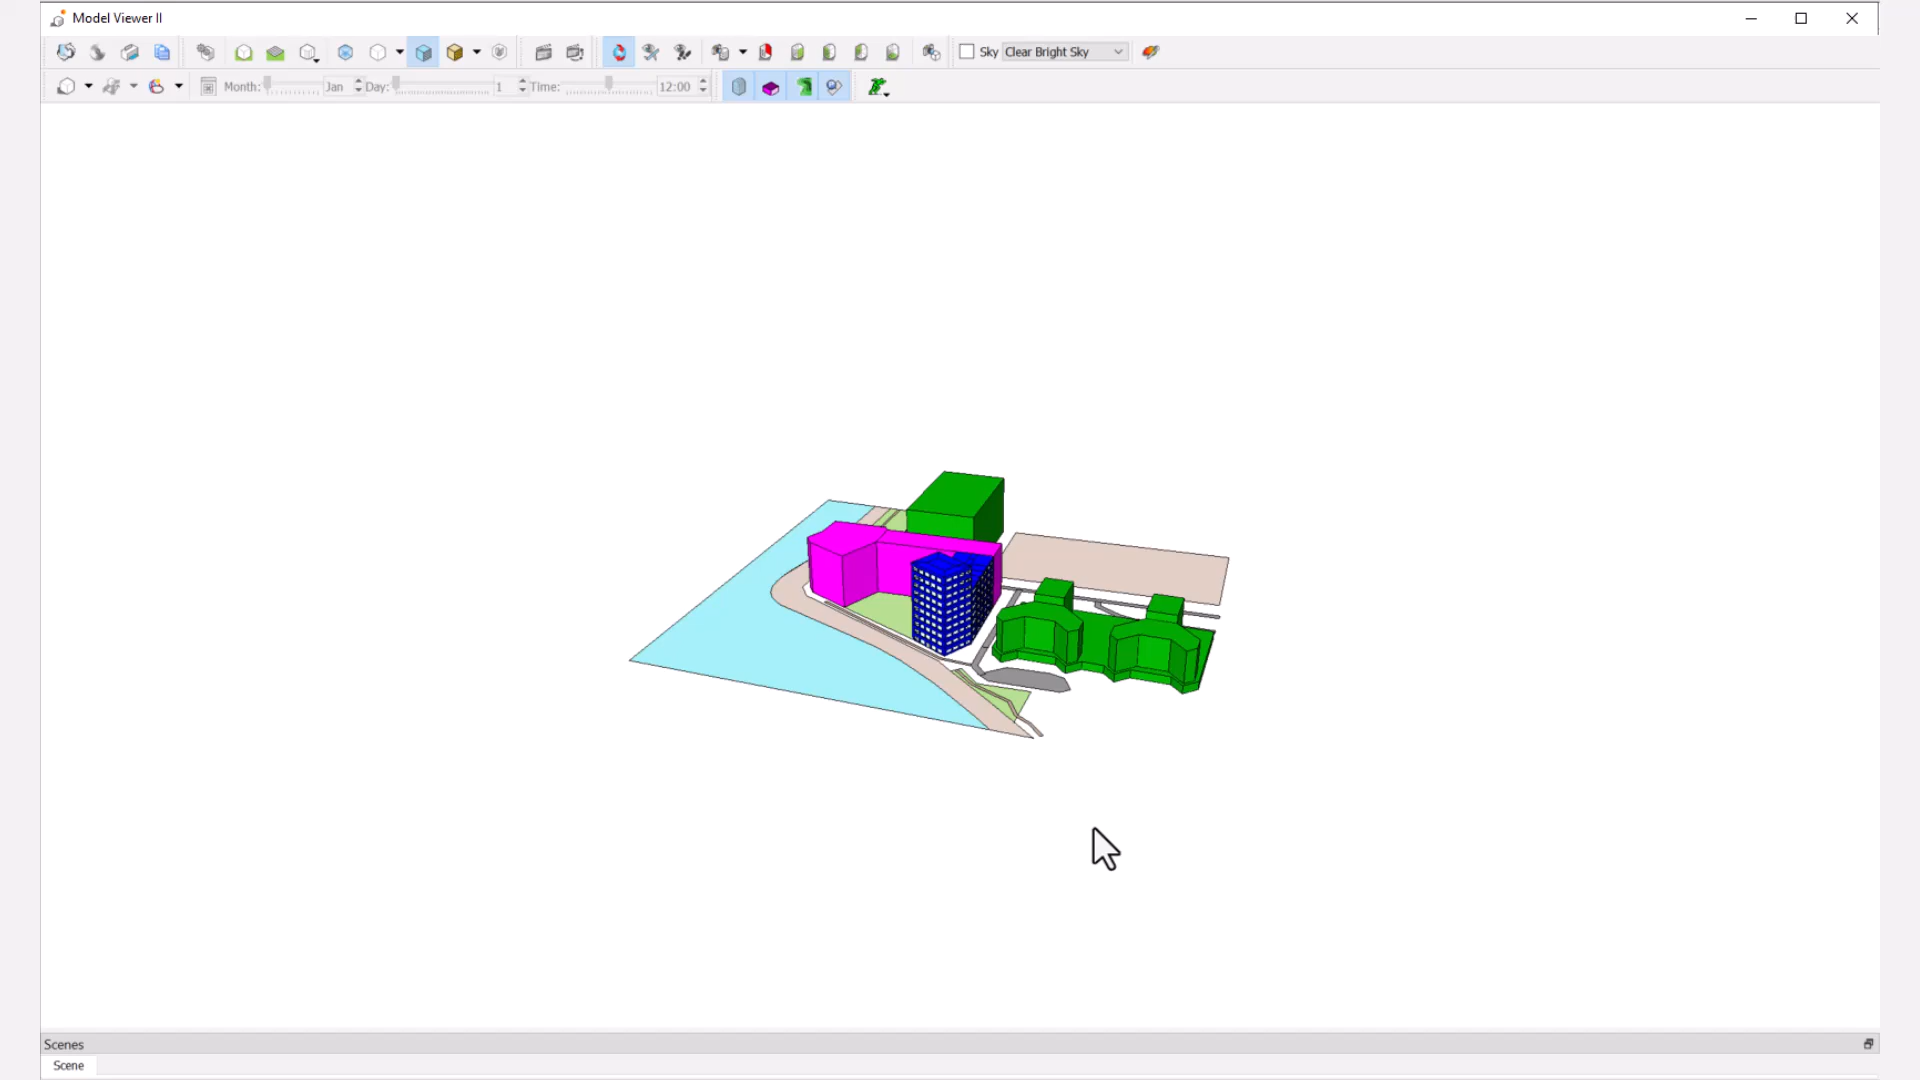 Model Viewer II
Sky Clear Bright Sky
Month: Jan Day: 1 Time: 12:00
Scenes
Scene